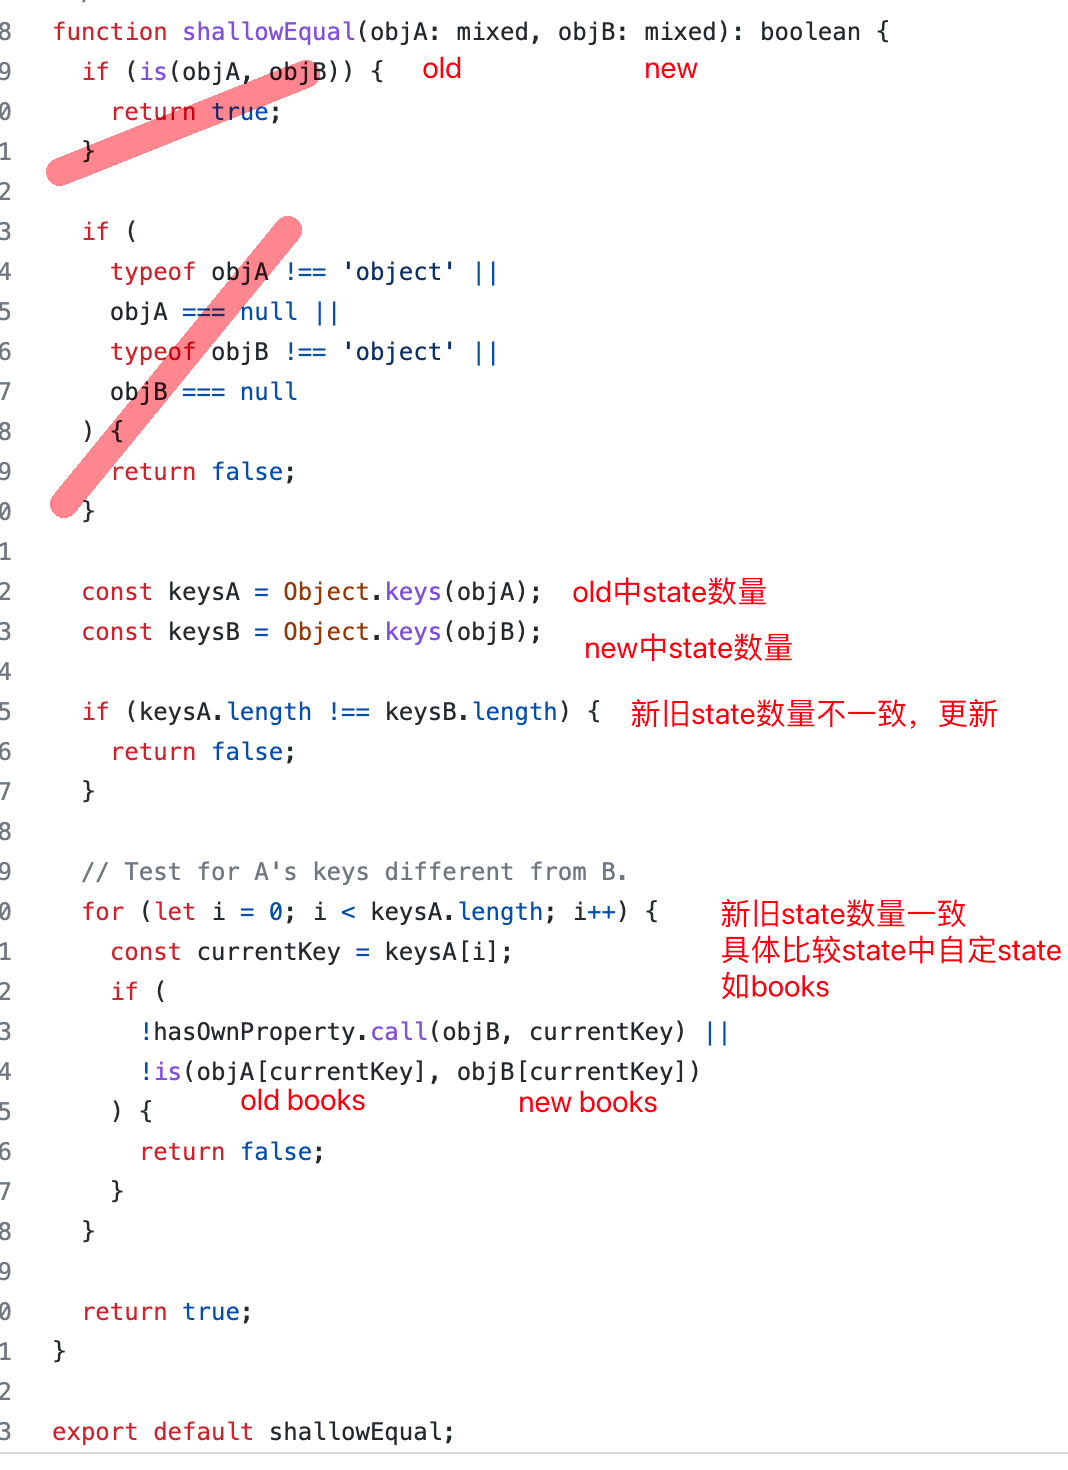 8 function shallowEqual(objA: mixed, objB: mixed): boolean {
9 if (is(objA, objB)) { old new
0 return true;
1 }
2
3 if (
4 typeof objA !== 'object' ||
5 objA === null ||
6 typeof objB !== 'object' ||
7 objB === null
8 ) {
9 return false;
0 }
1
2 const keysA = Object.keys(objA); old中state数量
3 const keysB = Object.keys(objB);
new中state数量
4
5 if (keysA.length !== keysB.length) { 新旧state数量不一致，更新
6 return false;
7 }
8
9 // Test for A's keys different from B.
0 for (let i = 0; i < keysA.length; i++) { 新旧state数量一致
1 const currentKey = keysA[i]; 具体比较state中自定state
2 if ( 如books
3 !hasOwnProperty.call(objB, currentKey) ||
4 !is(objA[currentKey], objB[currentKey])
old books new books
5 ) {
6 return false;
7 }
8 }
9
0 return true;
1 }
2
3 export default shallowEqual;